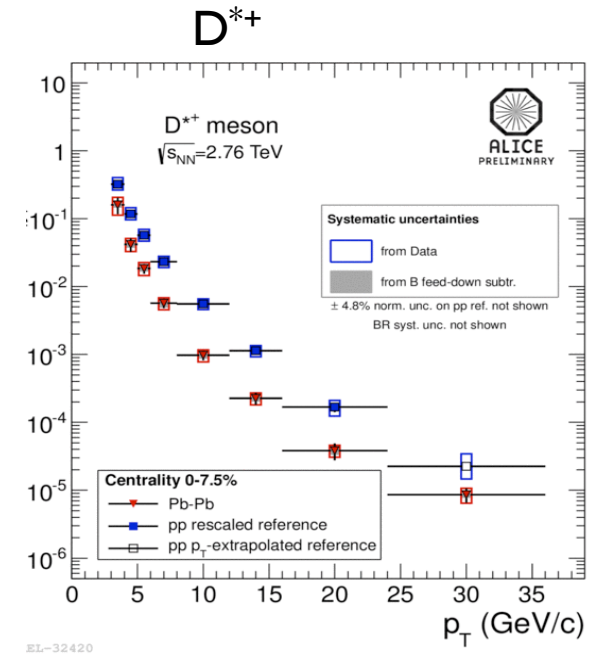 D*+
D*+ meson
√sNN=2.76 TeV
ALICE
PRELIMINARY
Systematic uncertainties
from Data
from B feed-down subtr.
± 4.8% norm. unc. on pp ref. not shown
BR syst. unc. not shown
10
1
10-1
10-2
10-3
10-4
10-5
10-6
Centrality 0-7.5%
Pb-Pb
pp rescaled reference
pp pT-extrapolated reference
0 5 10 15 20 25 30 35
pT (GeV/c)
EL-32420